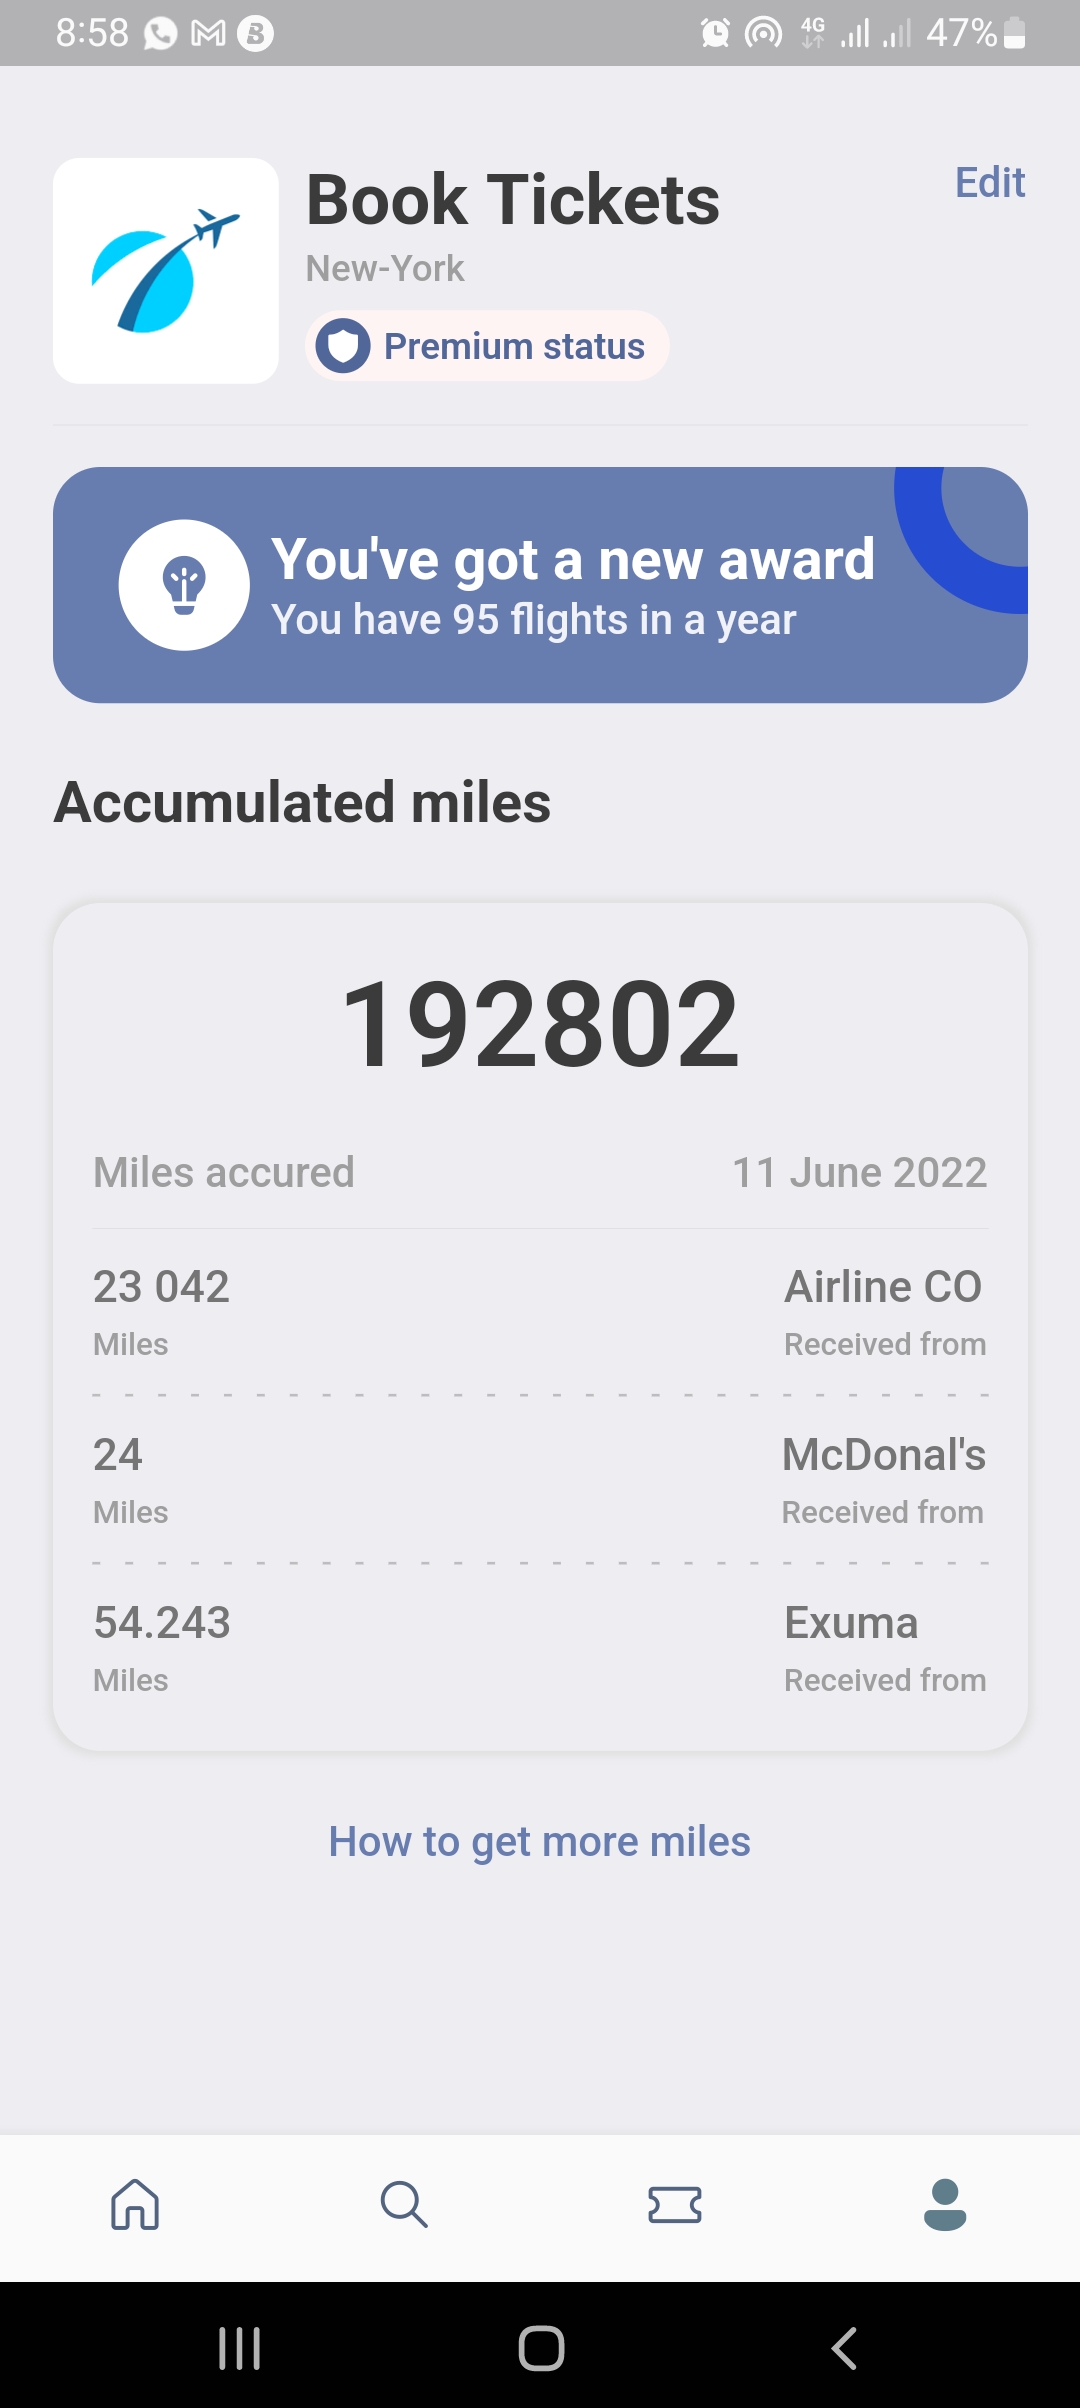 8:58
4G
47%
Book Tickets
Edit
New-York
Premium status
You've got a new award
You have 95 flights in a year
Accumulated miles
192802
Miles accured
11 June 2022
23 042
Airline CO
Miles
Received from
24
McDonal's
Miles
Received from
54.243
Exuma
Miles
Received from
How to get more miles